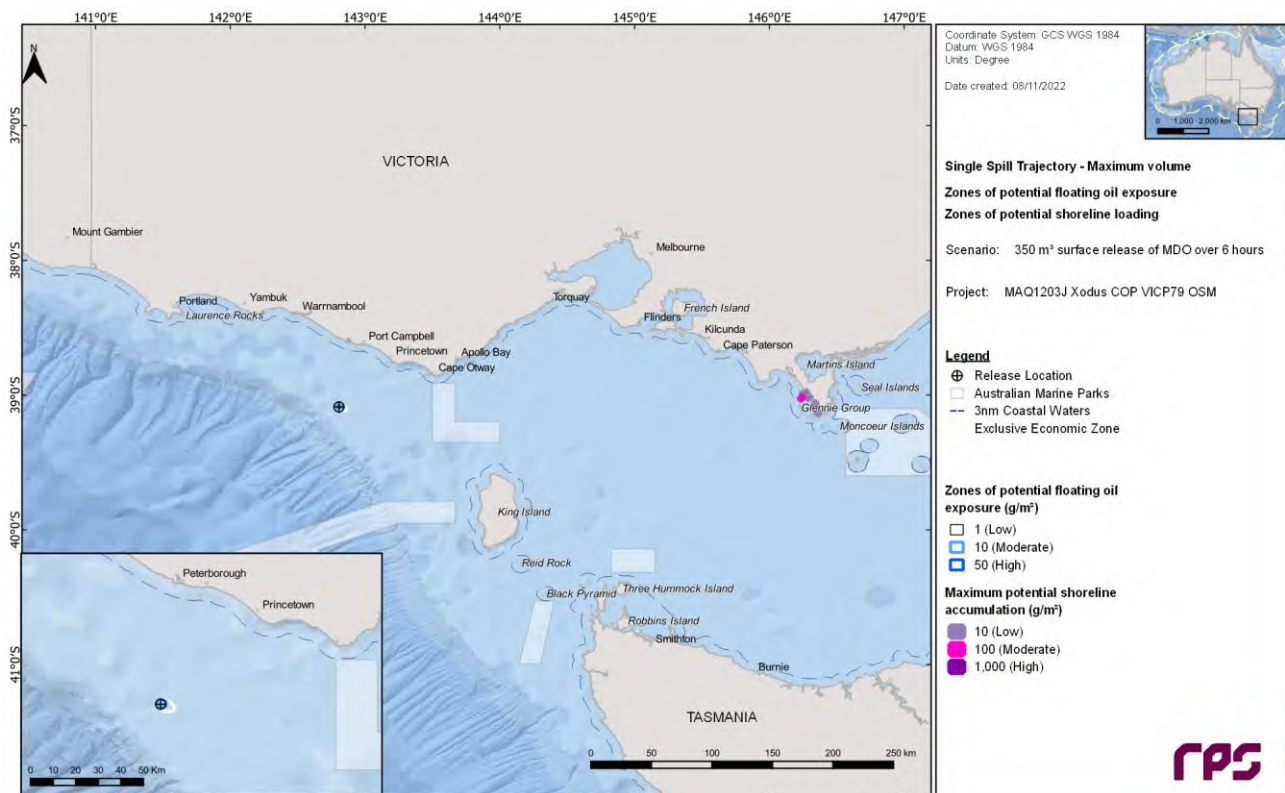 141°0'E 142°0'E 143°0'E 144°0'E 145°0'E 146°0'E 147°0'E
N
37°0'S
38°0'S
39°0'S
40°0'S
41°0'S
VICTORIA
Mount Gambier
Melbourne
Portland
Yambuk
Laurence Rocks
Warrnambool
Torquay
French Island
Flinders
Kilcunda
Port Campbell
Princetown
Apollo Bay
Cape Otway
Cape Paterson
Martins Island
Seal Islands
Glennie Group
Moncoeur Islands
King Island
Reid Rock
Black Pyramid
Three Hummock Island
Robbins Island
Smithton
Burnie
TASMANIA
0 50 100 150 200 250 km
Peterborough
Princetown
0 10 20 30 40 50 Km
Coordinate System: GCS WGS 1984
Datum: WGS 1984
Units: Degree
Date created: 08/11/2022
0 1,000 2,000 km
Single Spill Trajectory - Maximum volume
Zones of potential floating oil exposure
Zones of potential shoreline loading
Scenario: 350 m³ surface release of MDO over 6 hours
Project: MAQ1203J Xodus COP VICP79 OSM
Legend
Release Location
Australian Marine Parks
3nm Coastal Waters
Exclusive Economic Zone
Zones of potential floating oil
exposure (g/m²)
1 (Low)
10 (Moderate)
50 (High)
Maximum potential shoreline
accumulation (g/m²)
10 (Low)
100 (Moderate)
1,000 (High)
rps